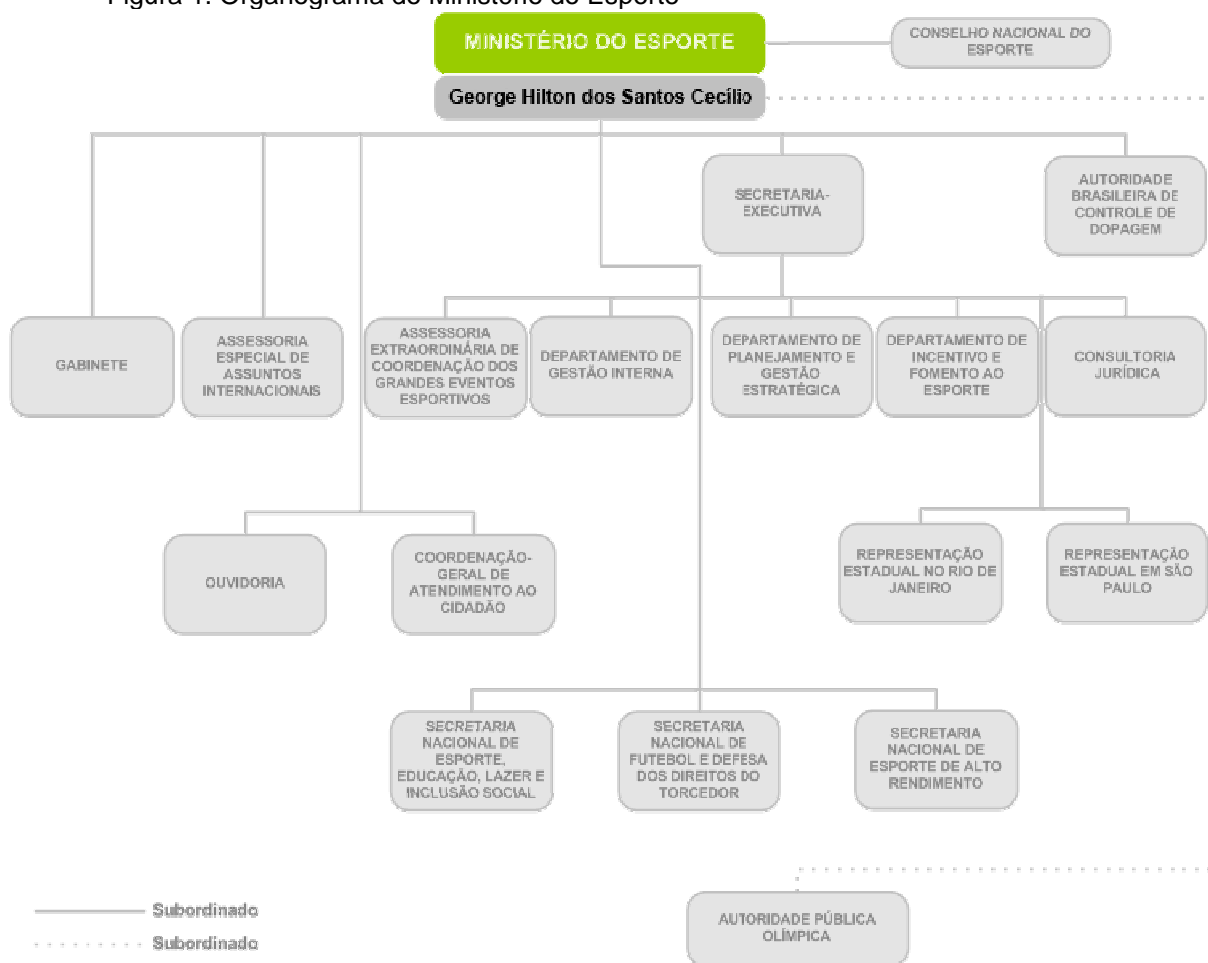 Figura 1: Organograma do Ministério do Esporte
MINISTÉRIO DO ESPORTE
CONSELHO NACIONAL DO
ESPORTE
George Hilton dos Santos Cecílio
SECRETARIA-
EXECUTIVA
AUTORIDADE
BRASILEIRA DE
CONTROLE DE
DOPAGEM
GABINETE
ASSESSORIA
ESPECIAL DE
ASSUNTOS
INTERNACIONAIS
ASSESSORIA
EXTRAORDINÁRIA DE
COORDENAÇÃO DOS
GRANDES EVENTOS
ESPORTIVOS
DEPARTAMENTO DE
GESTÃO INTERNA
DEPARTAMENTO DE
PLANEJAMENTO E
GESTÃO
ESTRATÉGICA
DEPARTAMENTO DE
INCENTIVO E
FOMENTO AO
ESPORTE
CONSULTORIA
JURÍDICA
OUVIDORIA
COORDENAÇÃO-
GERAL DE
ATENDIMENTO AO
CIDADÃO
REPRESENTAÇÃO
ESTADUAL NO RIO DE
JANEIRO
REPRESENTAÇÃO
ESTADUAL EM SÃO
PAULO
SECRETARIA
NACIONAL DE
ESPORTE,
EDUCAÇÃO, LAZER E
INCLUSÃO SOCIAL
SECRETARIA
NACIONAL DE
FUTEBOL E DEFESA
DOS DIREITOS DO
TORCEDOR
SECRETARIA
NACIONAL DE
ESPORTE DE ALTO
RENDIMENTO
Subordinado
Subordinado
AUTORIDADE PÚBLICA
OLÍMPICA